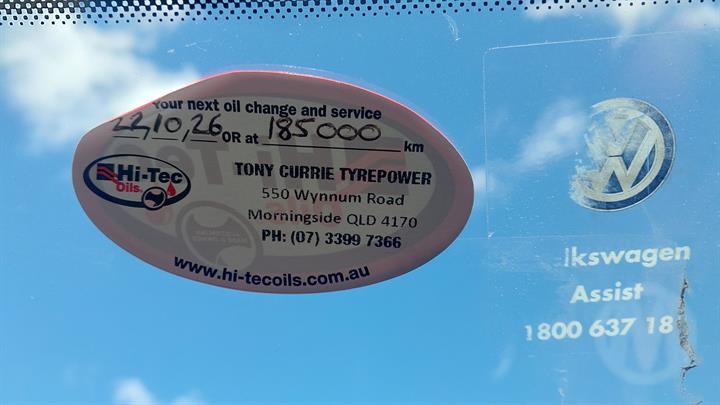 Your next oil change and service
22,10,26 OR at 185000 km
Hi-Tec
Oils
TONY CURRIE TYREPOWER
550 Wynnum Road
Morningside QLD 4170
PH: (07) 3399 7366
www.hi-tecoils.com.au
lkswagen
Assist
1800 637 18